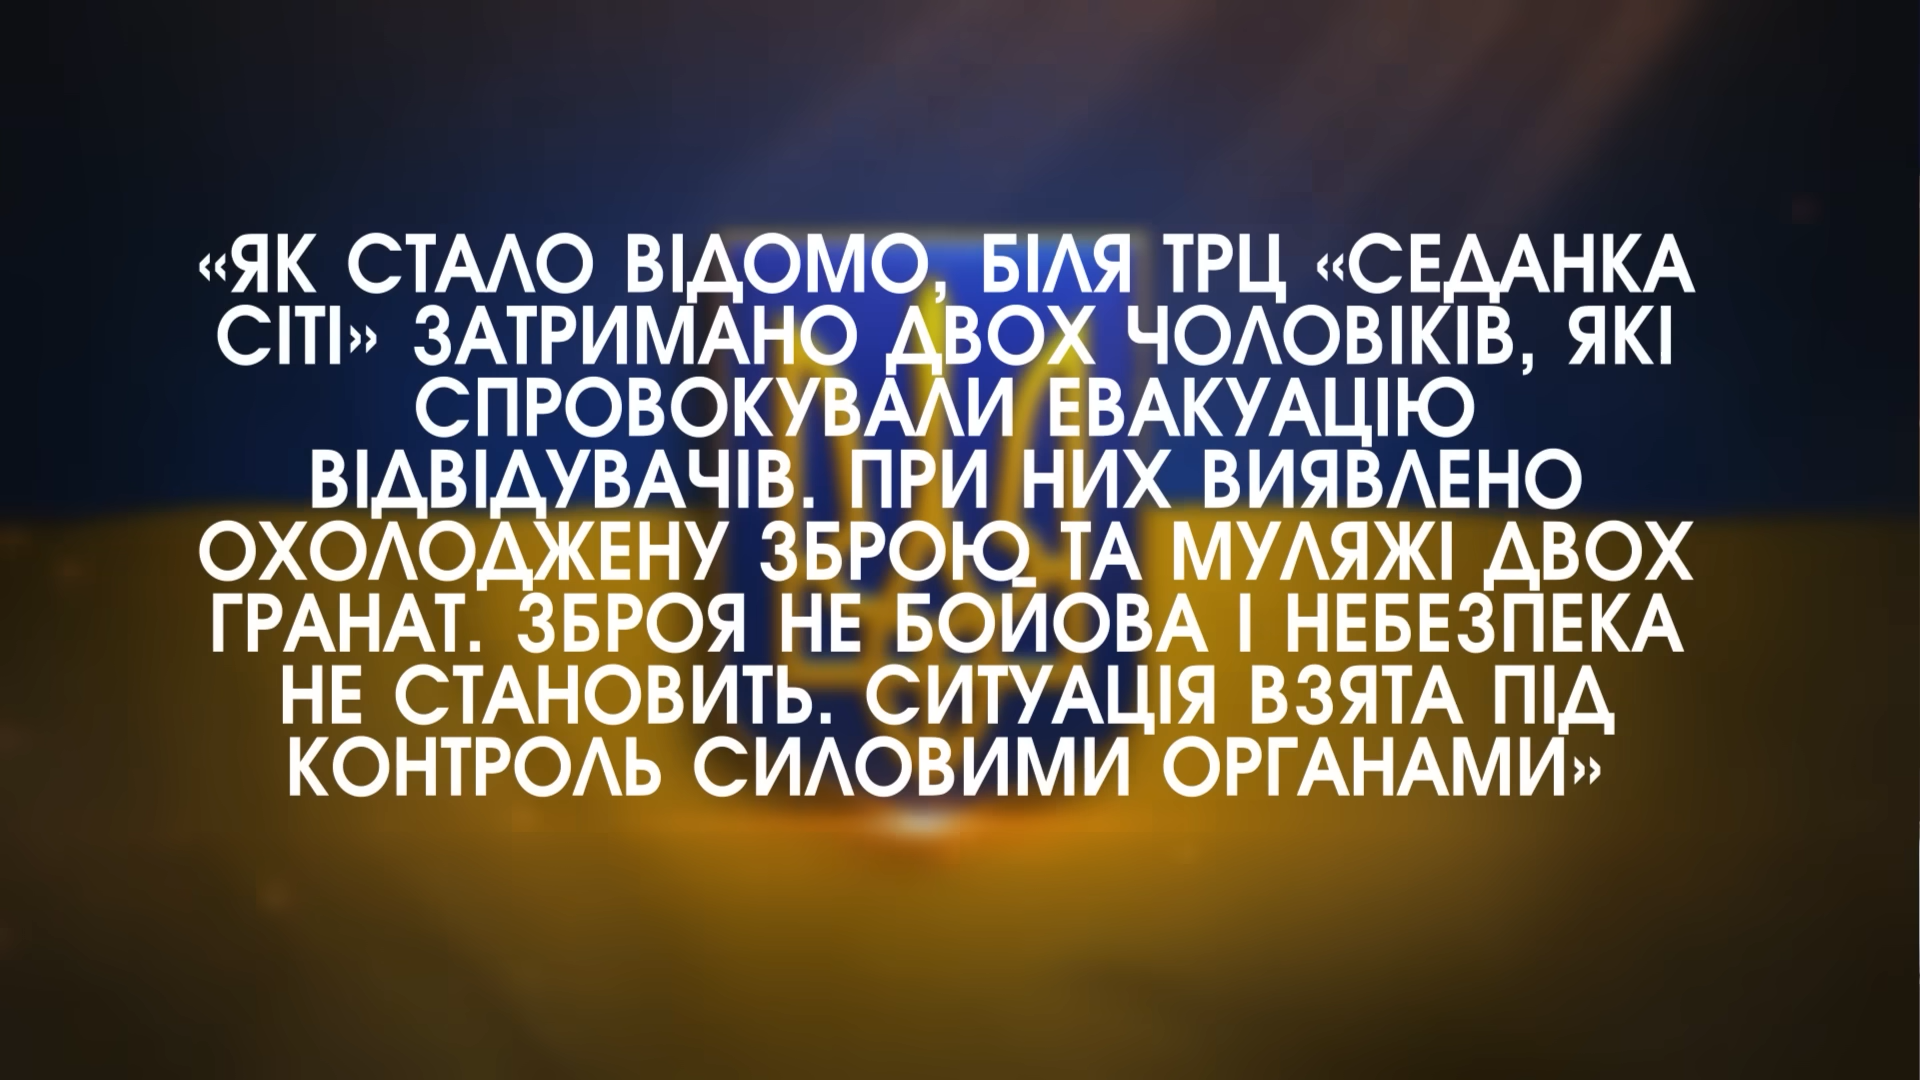 «ЯК СТАЛО ВІДОМО, БІЛЯ ТРЦ «СЕДАНКА
СІТІ» ЗАТРИМАНО ДВОХ ЧОЛОВІКІВ, ЯКІ
СПРОВОКУВАЛИ ЕВАКУАЦІЮ
ВІДВІДУВАЧІВ. ПРИ НИХ ВИЯВЛЕНО
ОХОЛОДЖЕНУ ЗБРОЮ ТА МУЛЯЖІ ДВОХ
ГРАНАТ. ЗБРОЯ НЕ БОЙОВА І НЕБЕЗПЕКА
НЕ СТАНОВИТЬ. СИТУАЦІЯ ВЗЯТА ПІД
КОНТРОЛЬ СИЛОВИМИ ОРГАНАМИ»